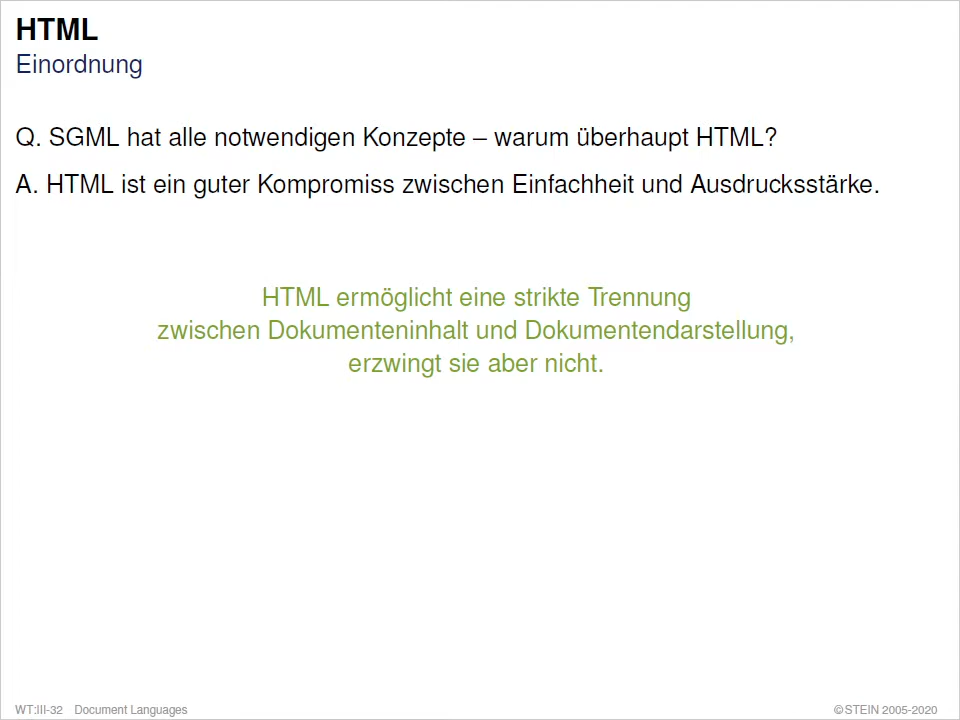 HTML
Einordnung
Q. SGML hat alle notwendigen Konzepte – warum überhaupt HTML?
A. HTML ist ein guter Kompromiss zwischen Einfachheit und Ausdrucksstärke.
HTML ermöglicht eine strikte Trennung
zwischen Dokumenteninhalt und Dokumentendarstellung,
erzwingt sie aber nicht.
WT:III-32 Document Languages ©STEIN 2005-2020